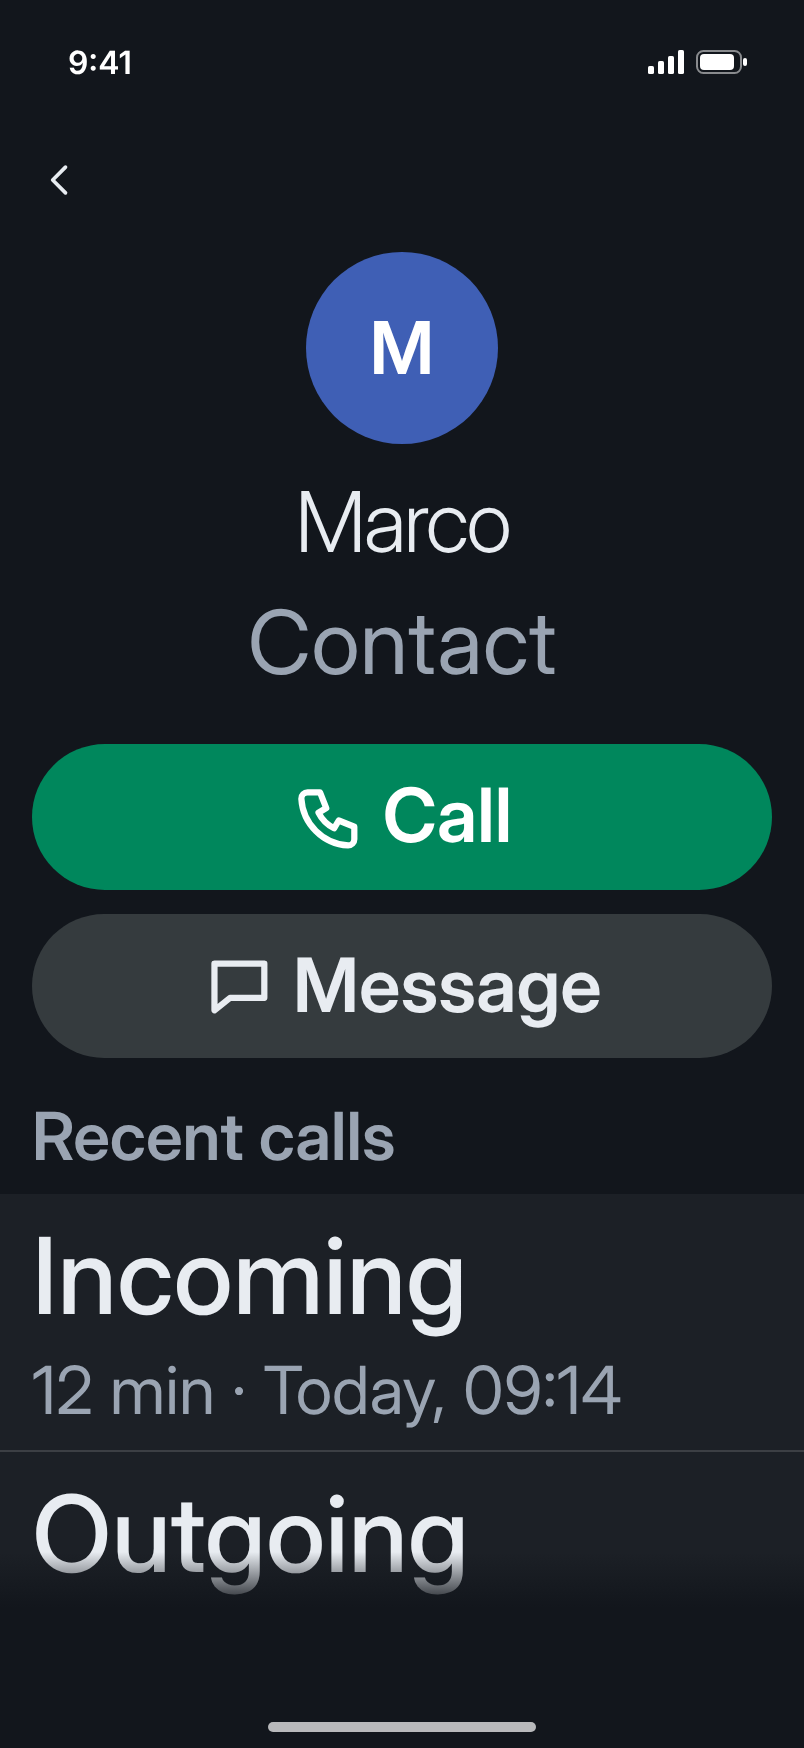 9:41
M
Marco
Contact
Call
Message
Recent calls
Incoming
12 min · Today, 09:14
Outgoing